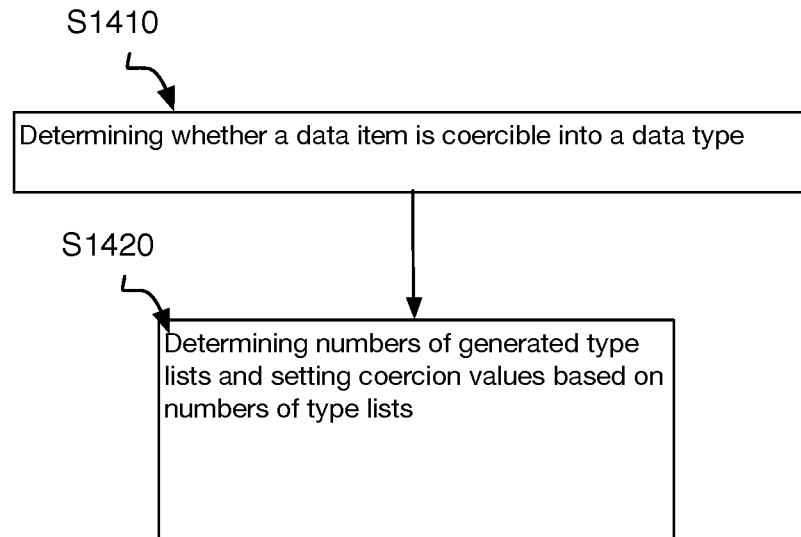 S1410
Determining whether a data item is coercible into a data type
S1420
Determining numbers of generated type
lists and setting coercion values based on
numbers of type lists